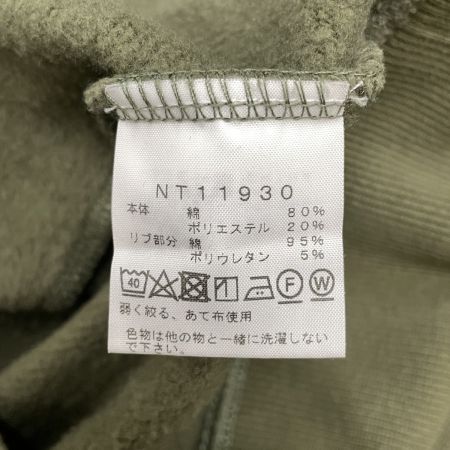 NT11930
本体 綿 80%
ポリエステル 20%
リブ部分 綿 95%
ポリウレタン 5%
40 F W
弱く絞る、あて布使用
色物は他の物と一緒に洗濯しない
で下さい。